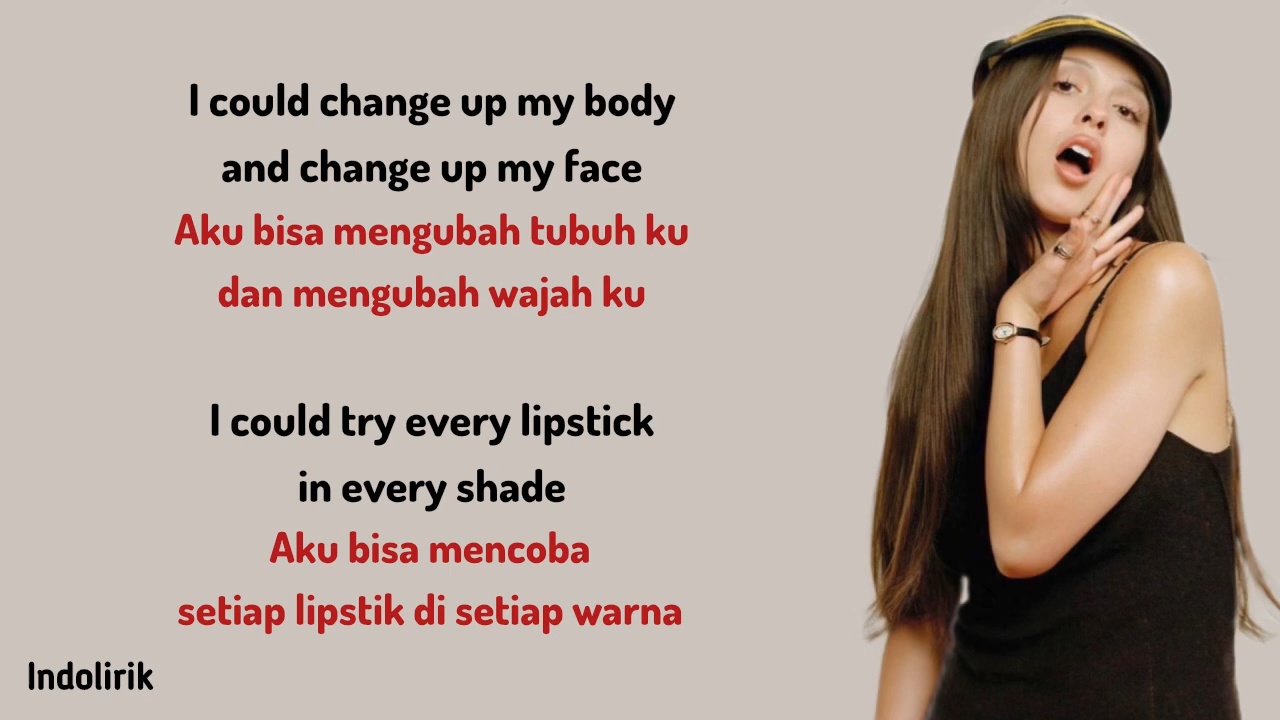 I could change up my body
and change up my face
Aku bisa mengubah tubuh ku
dan mengubah wajah ku
I could try every lipstick
in every shade
Aku bisa mencoba
setiap lipstik di setiap warna
Indolirik